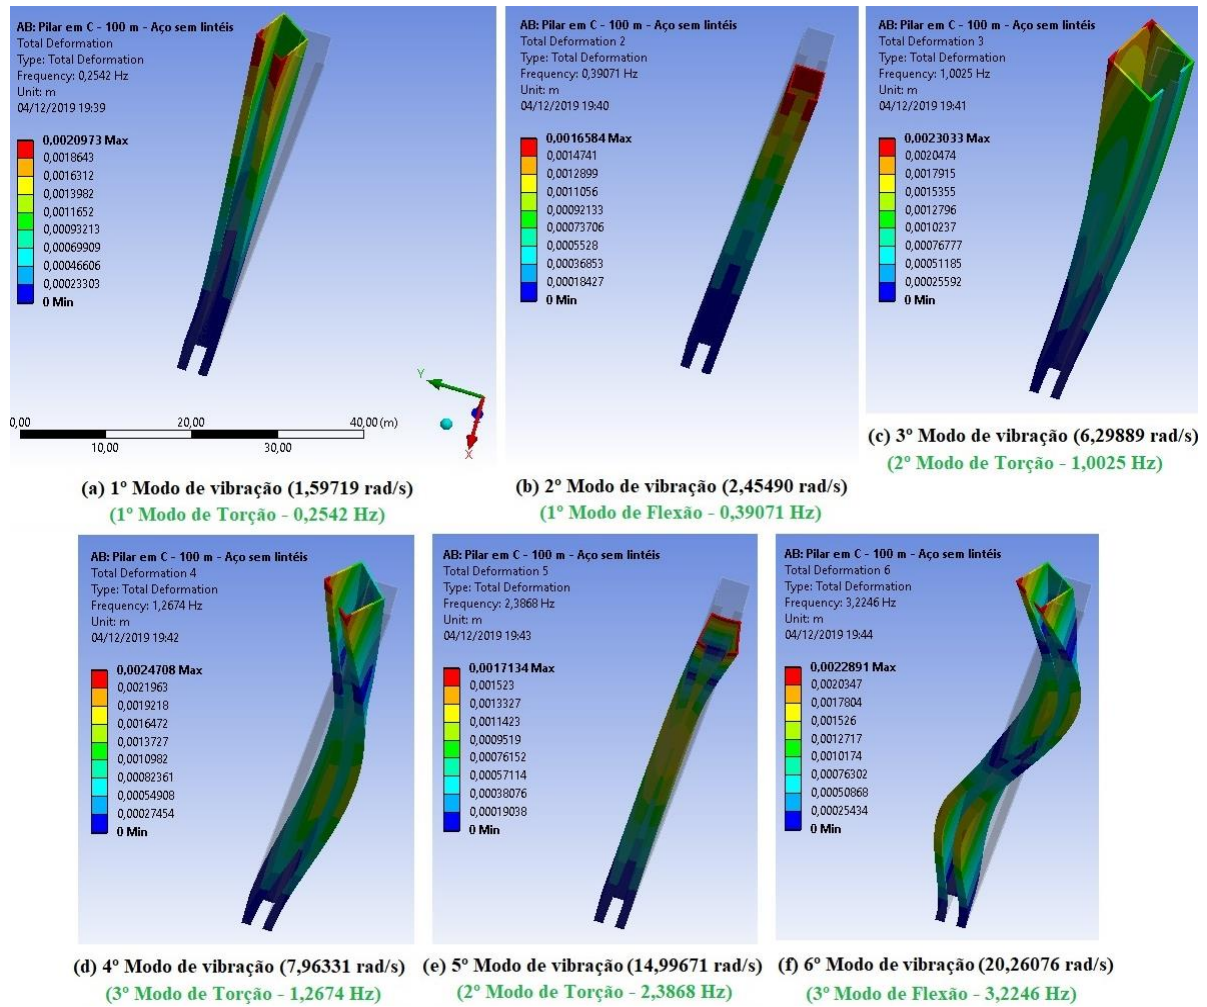 AB: Pilar em C - 100 m - Aço sem lintéis
Total Deformation
Type: Total Deformation
Frequency: 0,2542 Hz
Unit: m
04/12/2019 19:39
0,0020973 Max
0,0018643
0,0016312
0,0013982
0,0011652
0,00093213
0,00069909
0,00046606
0,00023303
0 Min
Y
X
0,00
20,00
40,00 (m)
10,00
30,00
(a) 1º Modo de vibração (1,59719 rad/s)
(1º Modo de Torção - 0,2542 Hz)
AB: Pilar em C - 100 m - Aço sem lintéis
Total Deformation 2
Type: Total Deformation
Frequency: 0,39071 Hz
Unit: m
04/12/2019 19:40
0,0016584 Max
0,0014741
0,0012899
0,0011056
0,00092133
0,00073706
0,0005528
0,00036853
0,00018427
0 Min
(b) 2º Modo de vibração (2,45490 rad/s)
(1º Modo de Flexão - 0,39071 Hz)
AB: Pilar em C - 100 m - Aço sem lintéis
Total Deformation 3
Type: Total Deformation
Frequency: 1,0025 Hz
Unit: m
04/12/2019 19:41
0,0023033 Max
0,0020474
0,0017915
0,0015355
0,0012796
0,0010237
0,00076777
0,00051185
0,00025592
0 Min
(c) 3º Modo de vibração (6,29889 rad/s)
(2º Modo de Torção - 1,0025 Hz)
AB: Pilar em C - 100 m - Aço sem lintéis
Total Deformation 4
Type: Total Deformation
Frequency: 1,2674 Hz
Unit: m
04/12/2019 19:42
0,0024708 Max
0,0021963
0,0019218
0,0016472
0,0013727
0,0010982
0,00082361
0,00054908
0,00027454
0 Min
(d) 4º Modo de vibração (7,96331 rad/s)
(3º Modo de Torção - 1,2674 Hz)
AB: Pilar em C - 100 m - Aço sem lintéis
Total Deformation 5
Type: Total Deformation
Frequency: 2,3868 Hz
Unit: m
04/12/2019 19:43
0,0017134 Max
0,001523
0,0013327
0,0011423
0,0009519
0,00076152
0,00057114
0,00038076
0,00019038
0 Min
(e) 5º Modo de vibração (14,99671 rad/s)
(2º Modo de Torção - 2,3868 Hz)
AB: Pilar em C - 100 m - Aço sem lintéis
Total Deformation 6
Type: Total Deformation
Frequency: 3,2246 Hz
Unit: m
04/12/2019 19:44
0,0022891 Max
0,0020347
0,0017804
0,001526
0,0012717
0,0010174
0,00076302
0,00050868
0,00025434
0 Min
(f) 6º Modo de vibração (20,26076 rad/s)
(3º Modo de Flexão - 3,2246 Hz)